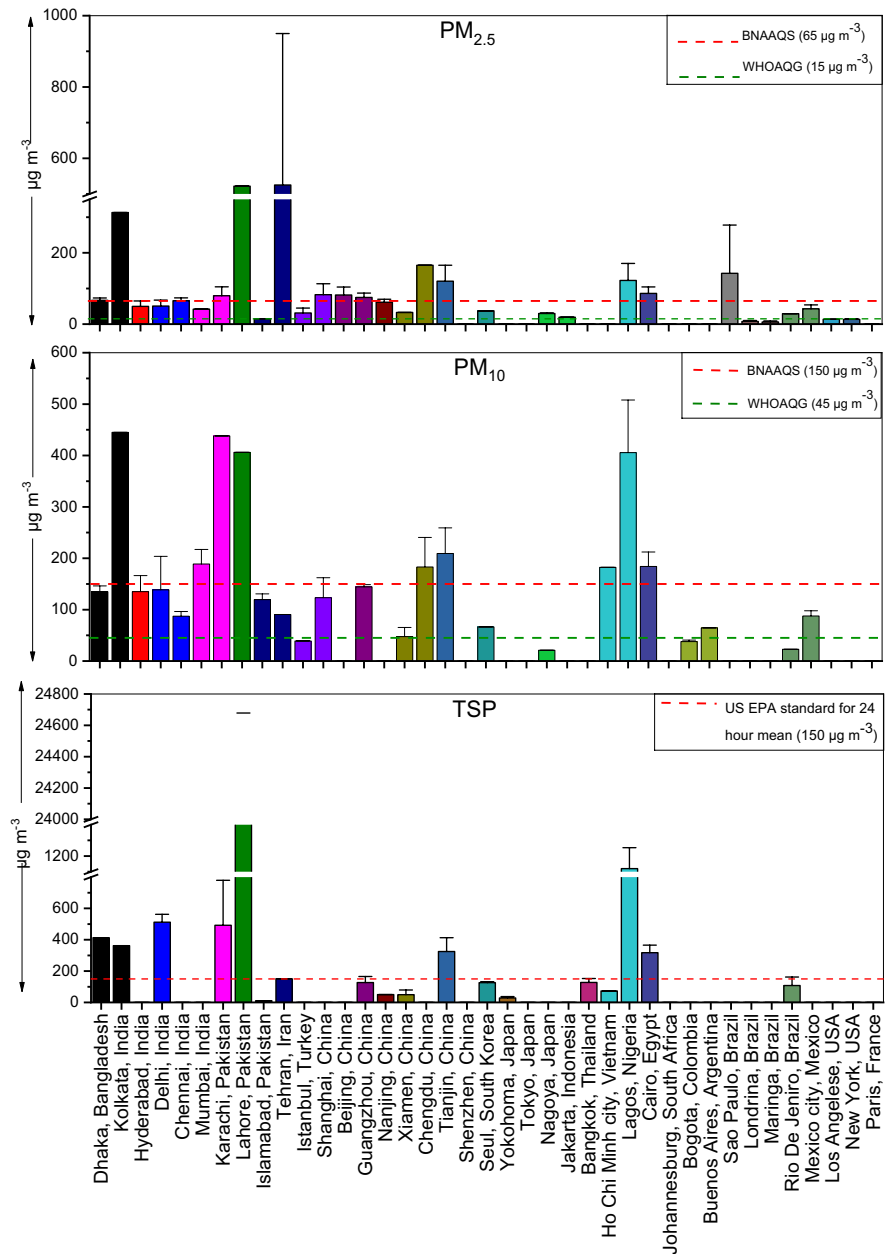 PM2.5
BNAAQS (65 µg m-3)
WHOAQG (15 µg m-3)
1000
800
600
200
0
µg m-3
PM10
BNAAQS (150 µg m-3)
WHOAQG (45 µg m-3)
600
500
400
300
200
100
0
µg m-3
TSP
US EPA standard for 24
hour mean (150 µg m-3)
24800
24600
24400
24200
24000
1200
600
400
200
0
µg m-3
Dhaka, Bangladesh
Kolkata, India
Hyderabad, India
Delhi, India
Chennai, India
Mumbai, India
Karachi, Pakistan
Lahore, Pakistan
Islamabad, Pakistan
Tehran, Iran
Istanbul, Turkey
Shanghai, China
Beijing, China
Guangzhou, China
Nanjing, China
Xiamen, China
Chengdu, China
Tianjin, China
Shenzhen, China
Seul, South Korea
Yokohoma, Japan
Tokyo, Japan
Nagoya, Japan
Jakarta, Indonesia
Bangkok, Thailand
Ho Chi Minh city, Vietnam
Lagos, Nigeria
Cairo, Egypt
Johannesburg, South Africa
Bogota, Colombia
Buenos Aires, Argentina
Sao Paulo, Brazil
Londrina, Brazil
Maringa, Brazil
Rio De Jeniro, Brazil
Mexico city, Mexico
Los Angelese, USA
New York, USA
Paris, France